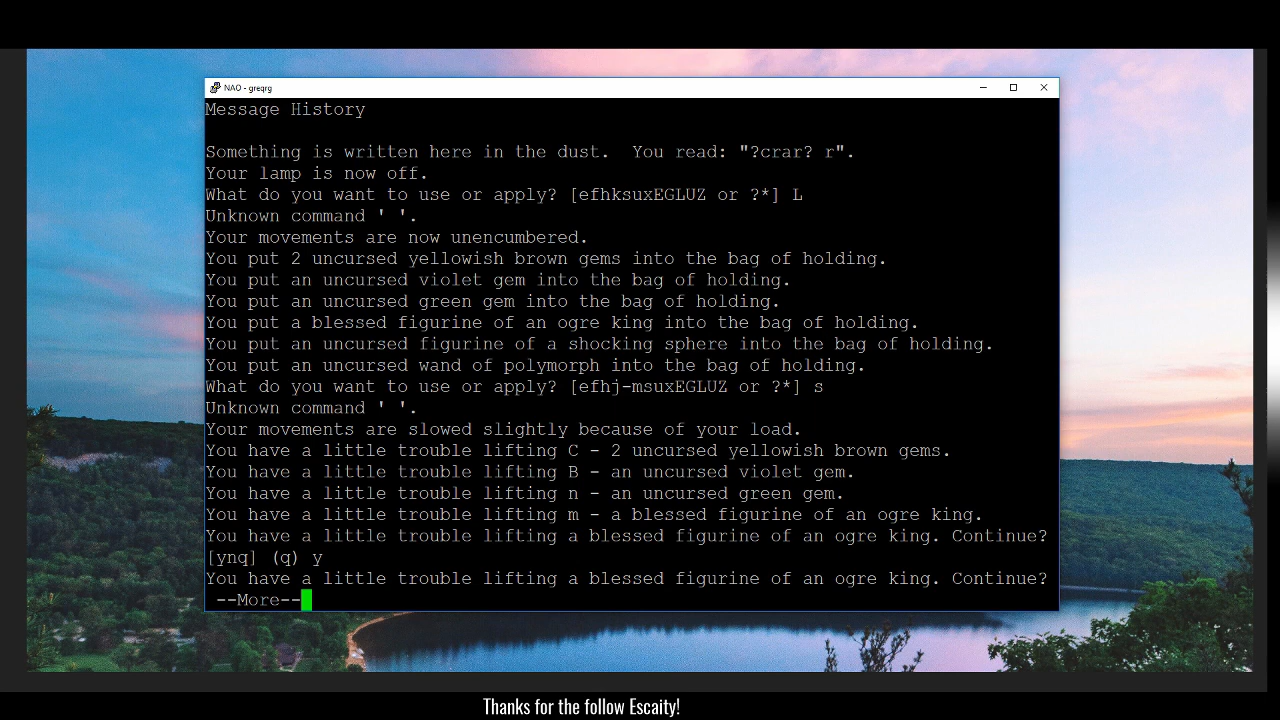 NAO - greqrg
Message History
Something is written here in the dust.  You read: "?crar? r".
Your lamp is now off.
What do you want to use or apply? [efhksuxEGLUZ or ?*] L
Unknown command ' '.
Your movements are now unencumbered.
You put 2 uncursed yellowish brown gems into the bag of holding.
You put an uncursed violet gem into the bag of holding.
You put an uncursed green gem into the bag of holding.
You put a blessed figurine of an ogre king into the bag of holding.
You put an uncursed figurine of a shocking sphere into the bag of holding.
You put an uncursed wand of polymorph into the bag of holding.
What do you want to use or apply? [efhj-msuxEGLUZ or ?*] s
Unknown command ' '.
Your movements are slowed slightly because of your load.
You have a little trouble lifting C - 2 uncursed yellowish brown gems.
You have a little trouble lifting B - an uncursed violet gem.
You have a little trouble lifting n - an uncursed green gem.
You have a little trouble lifting m - a blessed figurine of an ogre king.
You have a little trouble lifting a blessed figurine of an ogre king. Continue?
[ynq] (q) y
You have a little trouble lifting a blessed figurine of an ogre king. Continue?
--More--
Thanks for the follow Escaity!